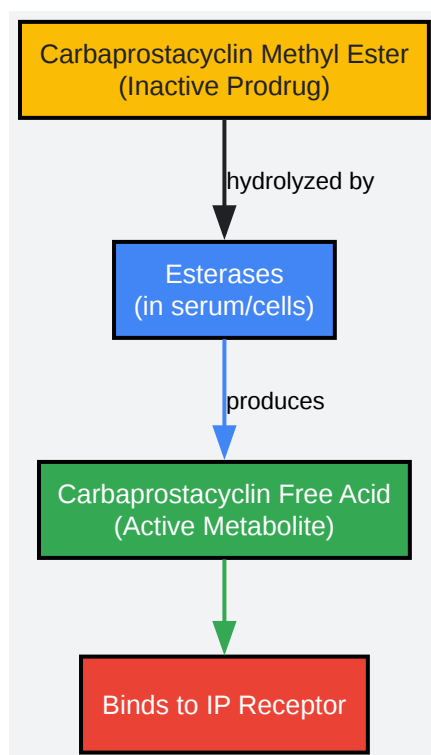 Carbaprostacyclin Methyl Ester
(Inactive Prodrug)
hydrolyzed by
Esterases
(in serum/cells)
produces
Carbaprostacyclin Free Acid
(Active Metabolite)
Binds to IP Receptor